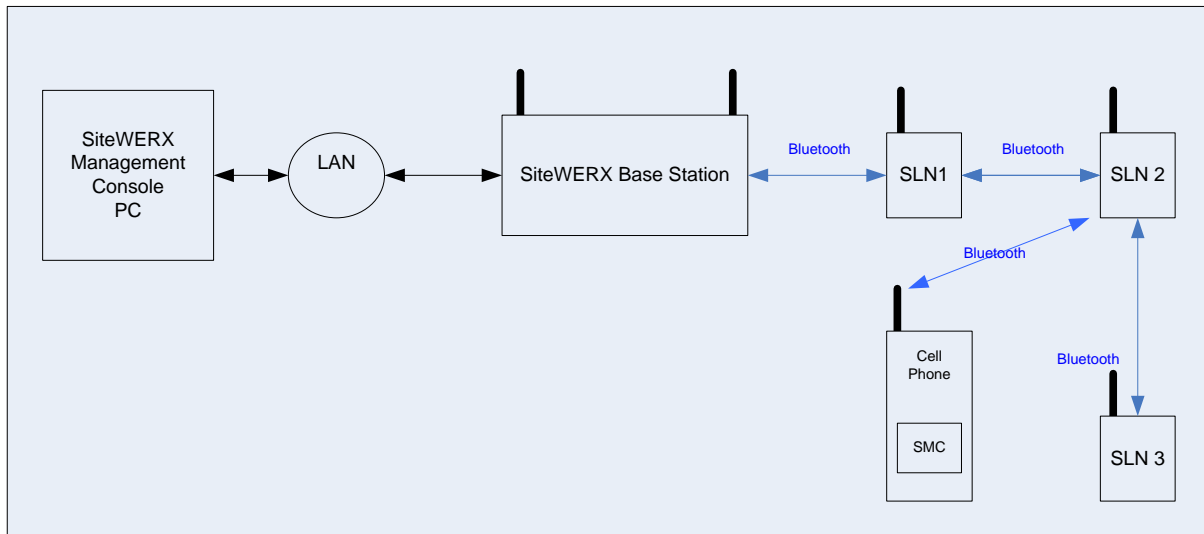 SiteWERX
Management
Console
PC
LAN
SiteWERX Base Station
Bluetooth
SLN1
Bluetooth
SLN 2
Bluetooth
Cell
Phone
SMC
Bluetooth
SLN 3